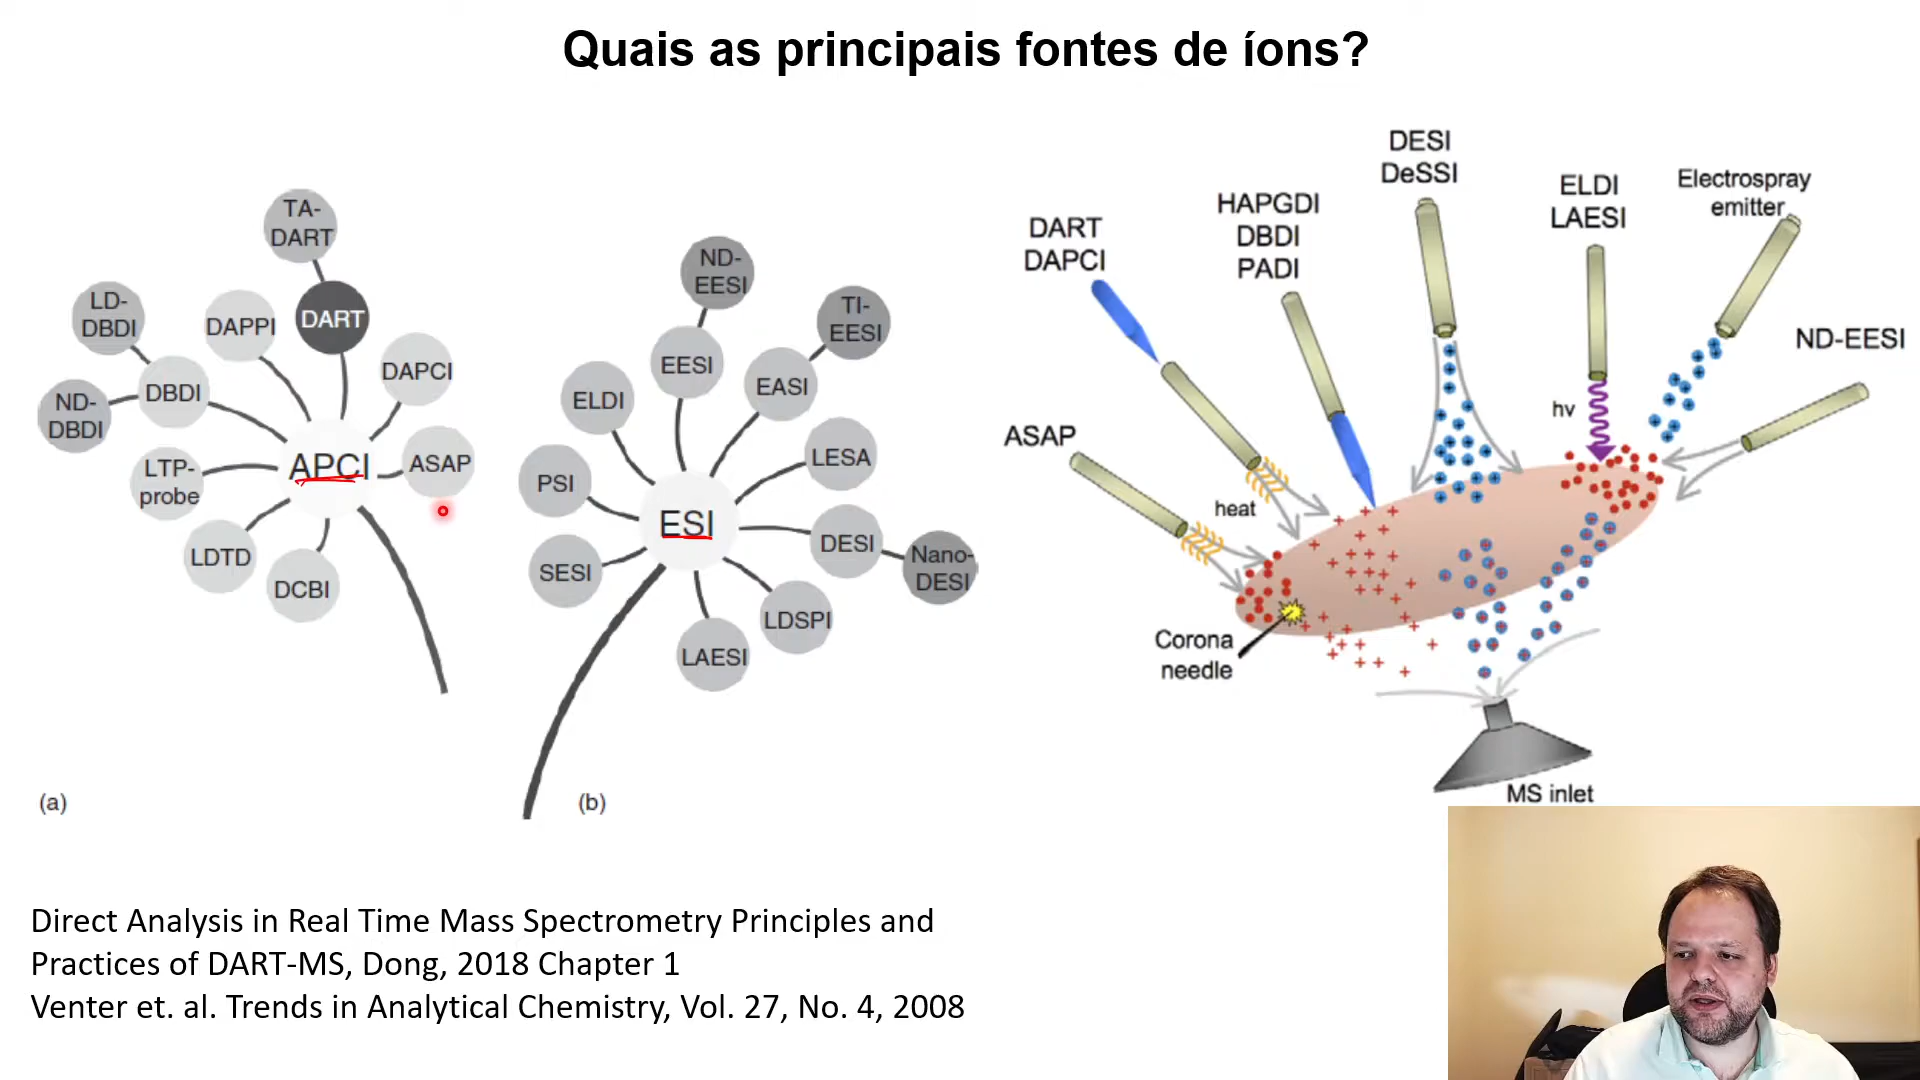 Quais as principais fontes de íons?
TA-
DART
LD-
DBDI
DAPPI
DART
DAPCI
DBDI
ND-
DBDI
APCI
ASAP
LTP-
probe
LDTD
DCBI
(a)
ND-
EESI
TI-
EESI
EESI
EASI
ELDI
LESA
PSI
ESI
DESI
Nano-
DESI
SESI
LDSPI
LAESI
(b)
DESI
DeSSI
ELDI
LAESI
Electrospray
emitter
HAPGDI
DBDI
PADI
DART
DAPCI
ND-EESI
hv
ASAP
heat
Corona
needle
MS inlet
Direct Analysis in Real Time Mass Spectrometry Principles and
Practices of DART-MS, Dong, 2018 Chapter 1
Venter et. al. Trends in Analytical Chemistry, Vol. 27, No. 4, 2008